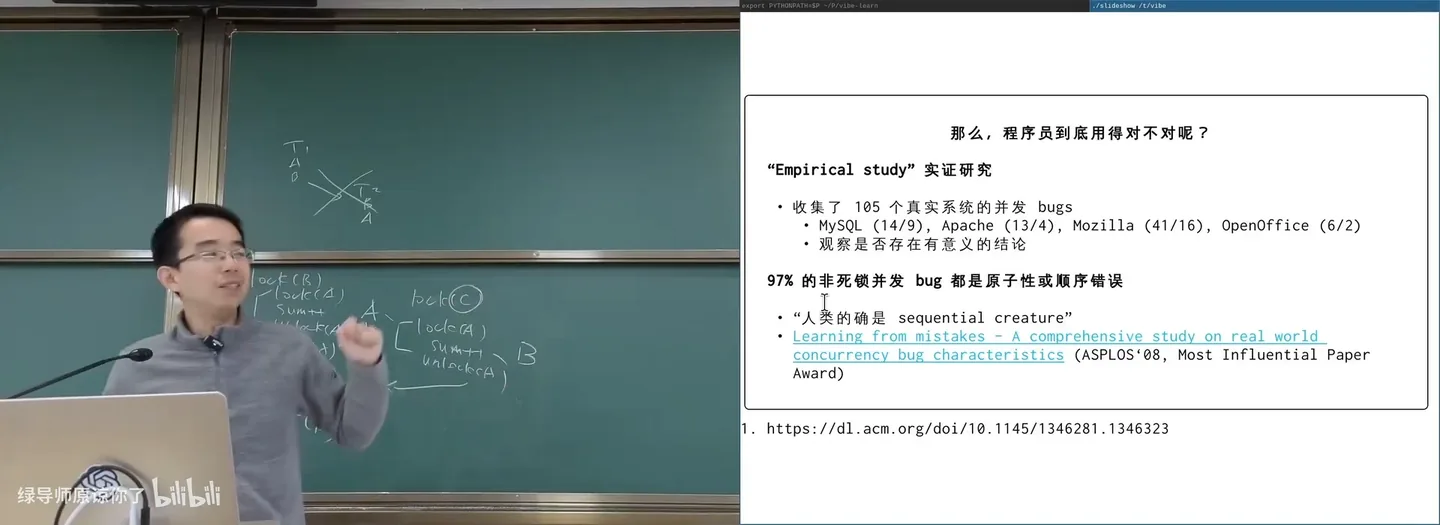 export PYTHONPATH=$P ~/P/vibe-learn
./slideshow /t/vibe
那么, 程序员到底用得对不对呢？
“Empirical study” 实证研究
• 收集了 105 个真实系统的并发 bugs
• MySQL (14/9), Apache (13/4), Mozilla (41/16), OpenOffice (6/2)
• 观察是否存在有意义的结论
97% 的非死锁并发 bug 都是原子性或顺序错误
• “人类的确是 sequential creature”
• Learning from mistakes - A comprehensive study on real world
concurrency bug characteristics (ASPLOS‘08, Most Influential Paper
Award)
1. https://dl.acm.org/doi/10.1145/1346281.1346323
T1
A
B
T2
B
A
lock(B)
lock(A)
sum++
unlock(A)
A
lock(C)
lock(A)
sum++
unlock(A)
B
绿导师原谅你了 bilibili